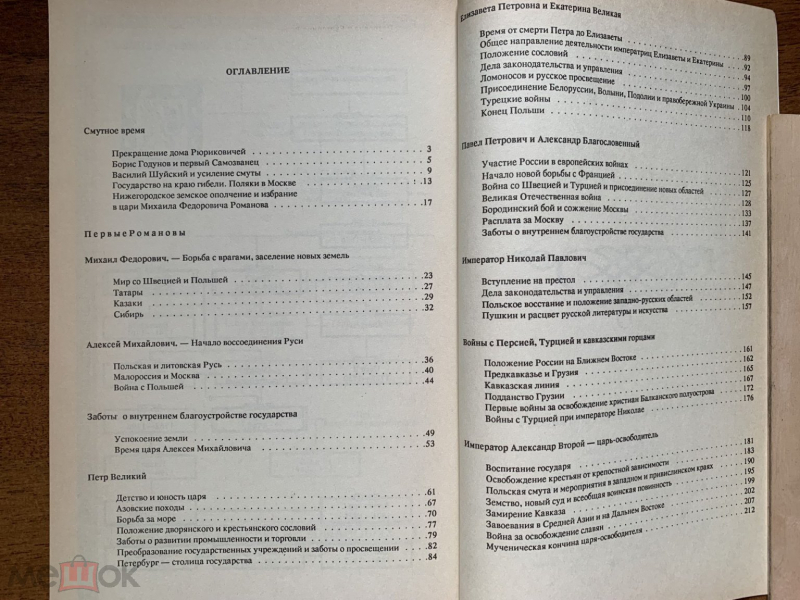 ОГЛАВЛЕНИЕ
Смутное время
Прекращение дома Рюриковичей . . . 3
Борис Годунов и первый Самозванец . . . 5
Василий Шуйский и усиление смуты . . . 9
Государство на краю гибели. Поляки в Москве . . . 13
Нижегородское земское ополчение и избрание
в цари Михаила Федоровича Романова . . . 17
Первые Романовы
Михаил Федорович. — Борьба с врагами, заселение новых земель
Мир со Швецией и Польшей . . . 23
Татары . . . 27
Казаки . . . 29
Сибирь . . . 32
Алексей Михайлович. — Начало воссоединения Руси
Польская и литовская Русь . . . 36
Малороссия и Москва . . . 40
Война с Польшей . . . 44
Заботы о внутреннем благоустройстве государства
Успокоение земли . . . 49
Время царя Алексея Михайловича . . . 53
Петр Великий
Детство и юность царя . . . 61
Азовские походы . . . 67
Борьба за море . . . 70
Положение дворянского и крестьянского сословий . . . 77
Заботы о развитии промышленности и торговли . . . 79
Преобразование государственных учреждений и заботы о просвещении . . . 82
Петербург — столица государства . . . 84
Елизавета Петровна и Екатерина Великая
Время от смерти Петра до Елизаветы . . . 89
Общее направление деятельности императриц Елизаветы и Екатерины . . . 92
Положение сословий . . . 94
Дела законодательства и управления . . . 97
Ломоносов и русское просвещение . . . 100
Присоединение Белоруссии, Волыни, Подолии и правобережной Украины . 104
Турецкие войны . . . 110
Конец Польши . . . 118
Павел Петрович и Александр Благословенный
Участие России в европейских войнах . . . 121
Начало новой борьбы с Францией . . . 125
Война со Швецией и Турцией и присоединение новых областей . . . 127
Великая Отечественная война . . . 128
Бородинский бой и сожжение Москвы . . . 133
Расплата за Москву . . . 137
Заботы о внутреннем благоустройстве государства . . . 141
Император Николай Павлович
Вступление на престол . . . 145
Дела законодательства и управления . . . 147
Польское восстание и положение западно-русских областей . . . 152
Пушкин и расцвет русской литературы и искусства . . . 157
Войны с Персией, Турцией и кавказскими горцами
Положение России на Ближнем Востоке . . . 161
Предкавказье и Грузия . . . 162
Кавказская линия . . . 165
Подданство Грузии . . . 167
Первые войны за освобождение христиан Балканского полуострова . . . 172
Войны с Турцией при императоре Николае . . . 176
Император Александр Второй — царь-освободитель
Воспитание государя . . . 181
Освобождение крестьян от крепостной зависимости . . . 183
Польская смута и мероприятия в западном и привислинском краях . . . 190
Земство, новый суд и всеобщая воинская повинность . . . 195
Замирение Кавказа . . . 199
Завоевания в Средней Азии и на Дальнем Востоке . . . 202
Война за освобождение славян . . . 207
Мученическая кончина царя-освободителя . . . 212
мешок